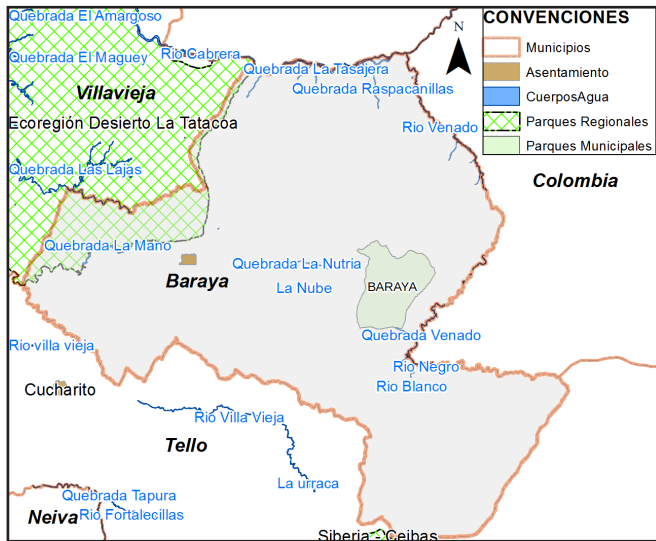 Quebrada El Amargoso
CONVENCIONES
N
Municipios
Quebrada El Maguey
Rio Cabrera
Quebrada La Tasajera
Asentamiento
Villavieja
Quebrada Raspacanillas
CuerposAgua
Ecoregión Desierto La Tatacoa
Rio Venado
Parques Regionales
Parques Municipales
Quebrada Las Lajas
Colombia
Quebrada La Mano
Quebrada La Nutria
Baraya
La Nube
BARAYA
Quebrada Venado
Rio villa vieja
Rio Negro
Cucharito
Rio Blanco
Rio Villa Vieja
Tello
La urraca
Quebrada Tapura
Neiva
Rio Fortalecillas
Siberia - Ceibas